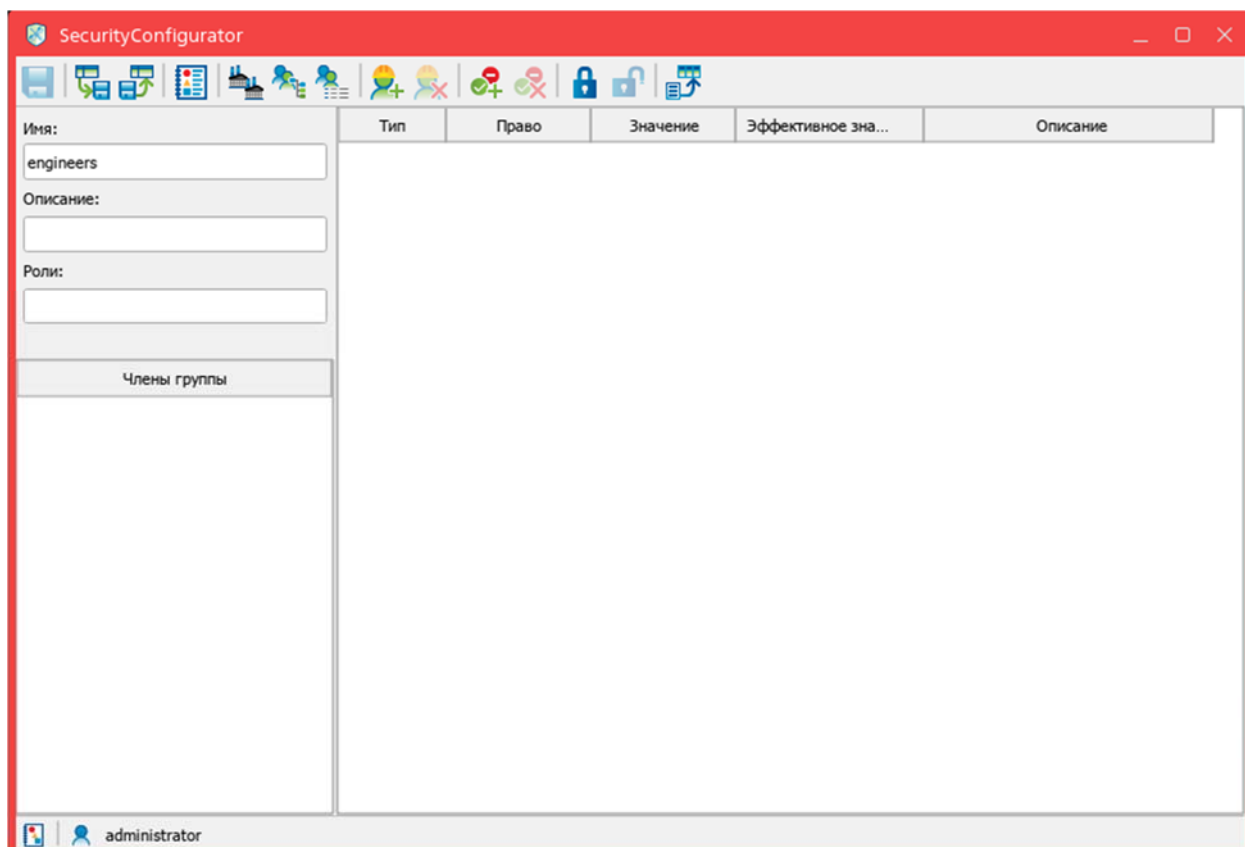 SecurityConfigurator
Имя:
engineers
Описание:
Роли:
Члены группы
Тип Право Значение Эффективное зна... Описание
administrator